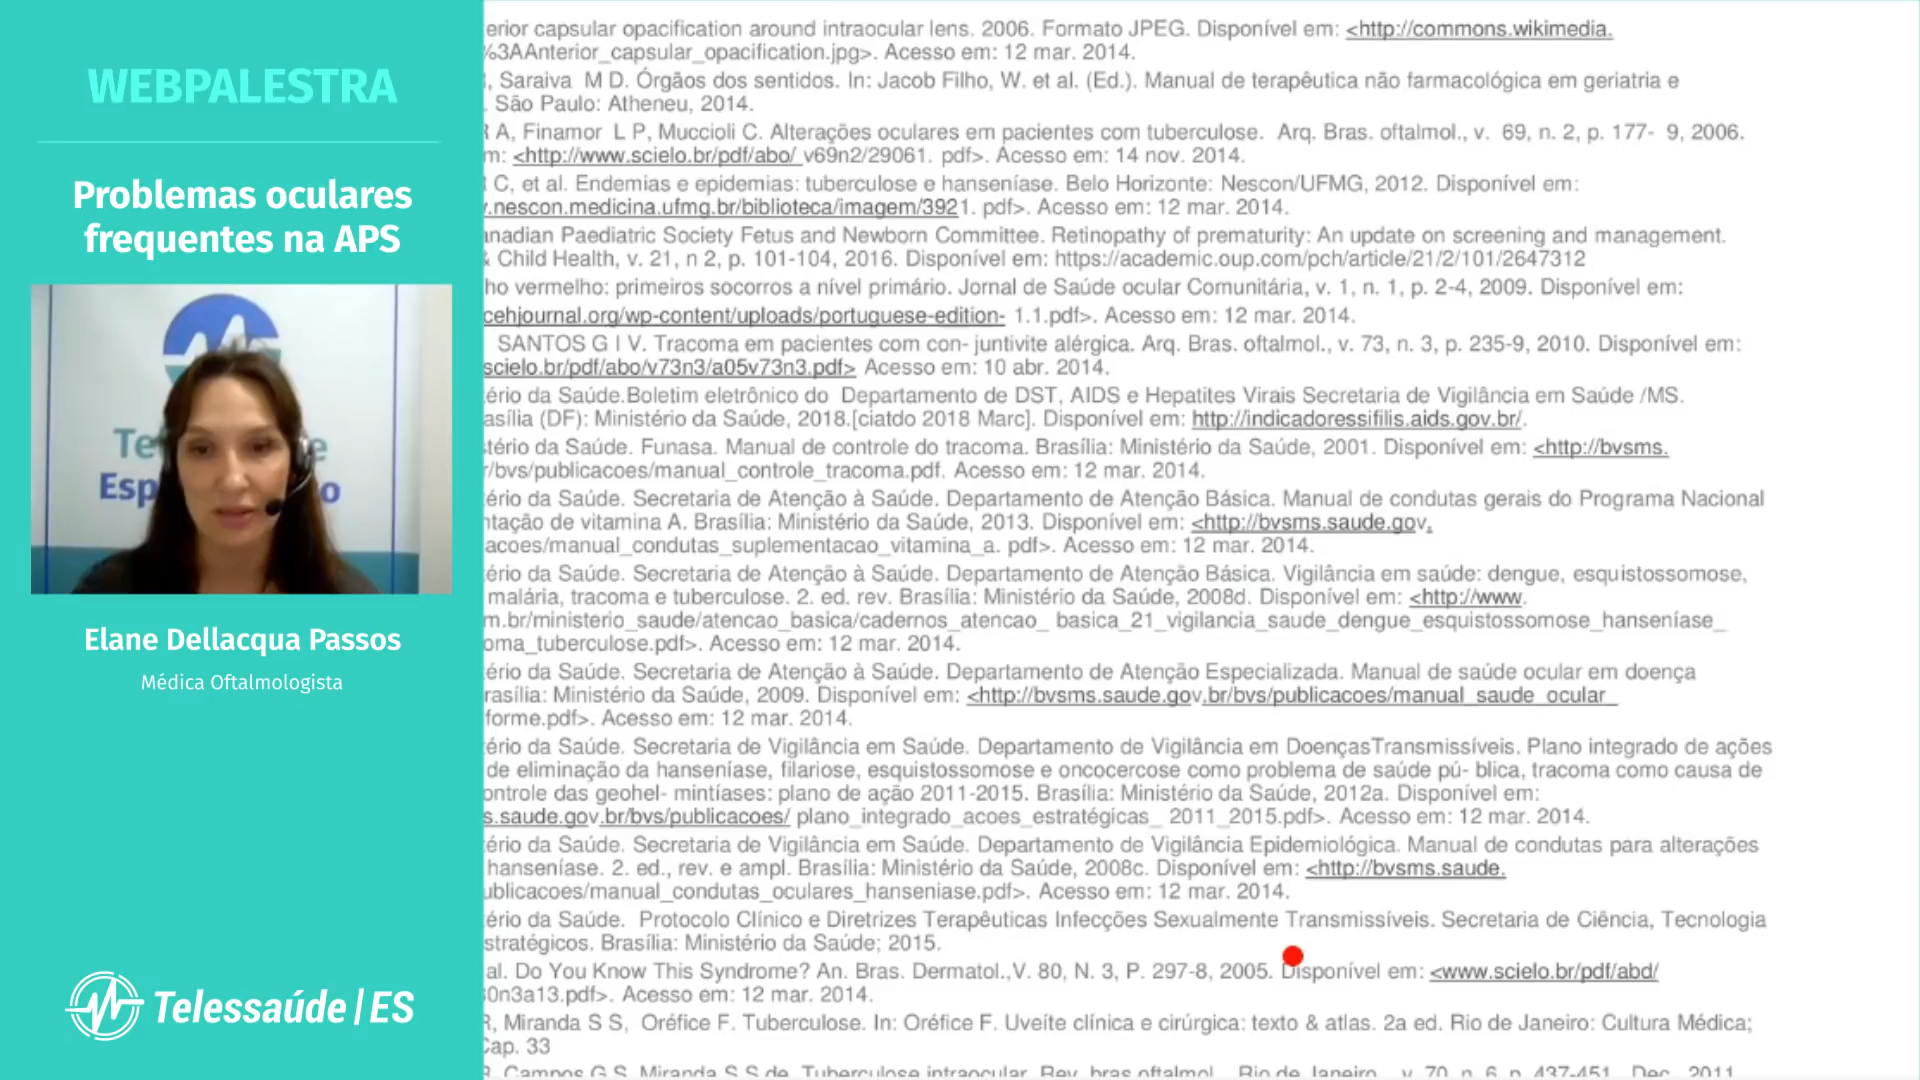 WEBPALESTRA
Problemas oculares
frequentes na APS
Elane Dellacqua Passos
Médica Oftalmologista
Telessaúde | ES
erior capsular opacification around intraocular lens. 2006. Formato JPEG. Disponível em: <http://commons.wikimedia.
%3AAnterior_capsular_opacification.jpg>. Acesso em: 12 mar. 2014.
, Saraiva M D. Órgãos dos sentidos. In: Jacob Filho, W. et al. (Ed.). Manual de terapêutica não farmacológica em geriatria e
. São Paulo: Atheneu, 2014.
R A, Finamor L P, Muccioli C. Alterações oculares em pacientes com tuberculose. Arq. Bras. oftalmol., v. 69, n. 2, p. 177- 9, 2006.
m: <http://www.scielo.br/pdf/abo/ v69n2/29061. pdf>. Acesso em: 14 nov. 2014.
C, et al. Endemias e epidemias: tuberculose e hanseníase. Belo Horizonte: Nescon/UFMG, 2012. Disponível em:
.nescon.medicina.ufmg.br/biblioteca/imagem/3921. pdf>. Acesso em: 12 mar. 2014.
anadian Paediatric Society Fetus and Newborn Committee. Retinopathy of prematurity: An update on screening and management.
& Child Health, v. 21, n 2, p. 101-104, 2016. Disponível em: https://academic.oup.com/pch/article/21/2/101/2647312
ho vermelho: primeiros socorros a nível primário. Jornal de Saúde ocular Comunitária, v. 1, n. 1, p. 2-4, 2009. Disponível em:
cehjournal.org/wp-content/uploads/portuguese-edition- 1.1.pdf>. Acesso em: 12 mar. 2014.
SANTOS G I V. Tracoma em pacientes com con- juntivite alérgica. Arq. Bras. oftalmol., v. 73, n. 3, p. 235-9, 2010. Disponível em:
scielo.br/pdf/abo/v73n3/a05v73n3.pdf> Acesso em: 10 abr. 2014.
ério da Saúde.Boletim eletrônico do Departamento de DST, AIDS e Hepatites Virais Secretaria de Vigilância em Saúde /MS.
asília (DF): Ministério da Saúde, 2018.[ciatdo 2018 Marc]. Disponível em: http://indicadoressifilis.aids.gov.br/.
stério da Saúde. Funasa. Manual de controle do tracoma. Brasília: Ministério da Saúde, 2001. Disponível em: <http://bvsms.
r/bvs/publicacoes/manual_controle_tracoma.pdf. Acesso em: 12 mar. 2014.
ério da Saúde. Secretaria de Atenção à Saúde. Departamento de Atenção Básica. Manual de condutas gerais do Programa Nacional
ntação de vitamina A. Brasília: Ministério da Saúde, 2013. Disponível em: <http://bvsms.saude.gov.
acoes/manual_condutas_suplementacao_vitamina_a. pdf>. Acesso em: 12 mar. 2014.
ério da Saúde. Secretaria de Atenção à Saúde. Departamento de Atenção Básica. Vigilância em saúde: dengue, esquistossomose,
malária, tracoma e tuberculose. 2. ed. rev. Brasília: Ministério da Saúde, 2008d. Disponível em: <http://www.
m.br/ministerio_saude/atencao_basica/cadernos_atencao_ basica_21_vigilancia_saude_dengue_esquistossomose_hanseníase_
oma_tuberculose.pdf>. Acesso em: 12 mar. 2014.
ério da Saúde. Secretaria de Atenção à Saúde. Departamento de Atenção Especializada. Manual de saúde ocular em doença
rasília: Ministério da Saúde, 2009. Disponível em: <http://bvsms.saude.gov.br/bvs/publicacoes/manual_saude_ocular_
forme.pdf>. Acesso em: 12 mar. 2014.
ério da Saúde. Secretaria de Vigilância em Saúde. Departamento de Vigilância em DoençasTransmissíveis. Plano integrado de ações
de eliminação da hanseníase, filariose, esquistossomose e oncocercose como problema de saúde pú- blica, tracoma como causa de
ontrole das geohel- mintíases: plano de ação 2011-2015. Brasília: Ministério da Saúde, 2012a. Disponível em:
s.saude.gov.br/bvs/publicacoes/ plano_integrado_acoes_estratégicas_ 2011_2015.pdf>. Acesso em: 12 mar. 2014.
ério da Saúde. Secretaria de Vigilância em Saúde. Departamento de Vigilância Epidemiológica. Manual de condutas para alterações
hanseníase. 2. ed., rev. e ampl. Brasília: Ministério da Saúde, 2008c. Disponível em: <http://bvsms.saude.
ublicacoes/manual_condutas_oculares_hanseniase.pdf>. Acesso em: 12 mar. 2014.
ério da Saúde. Protocolo Clínico e Diretrizes Terapêuticas Infecções Sexualmente Transmissíveis. Secretaria de Ciência, Tecnologia
stratégicos. Brasília: Ministério da Saúde; 2015.
al. Do You Know This Syndrome? An. Bras. Dermatol.,V. 80, N. 3, P. 297-8, 2005. Disponível em: <www.scielo.br/pdf/abd/
0n3a13.pdf>. Acesso em: 12 mar. 2014.
R, Miranda S S, Oréfice F. Tuberculose. In: Oréfice F. Uveíte clínica e cirúrgica: texto & atlas. 2a ed. Rio de Janeiro: Cultura Médica;
Cap. 33
R, Campos G S, Miranda S S de. Tuberculose intraocular. Rev. bras.oftalmol., Rio de Janeiro, v. 70, n. 6, p. 437-451, Dec. 2011